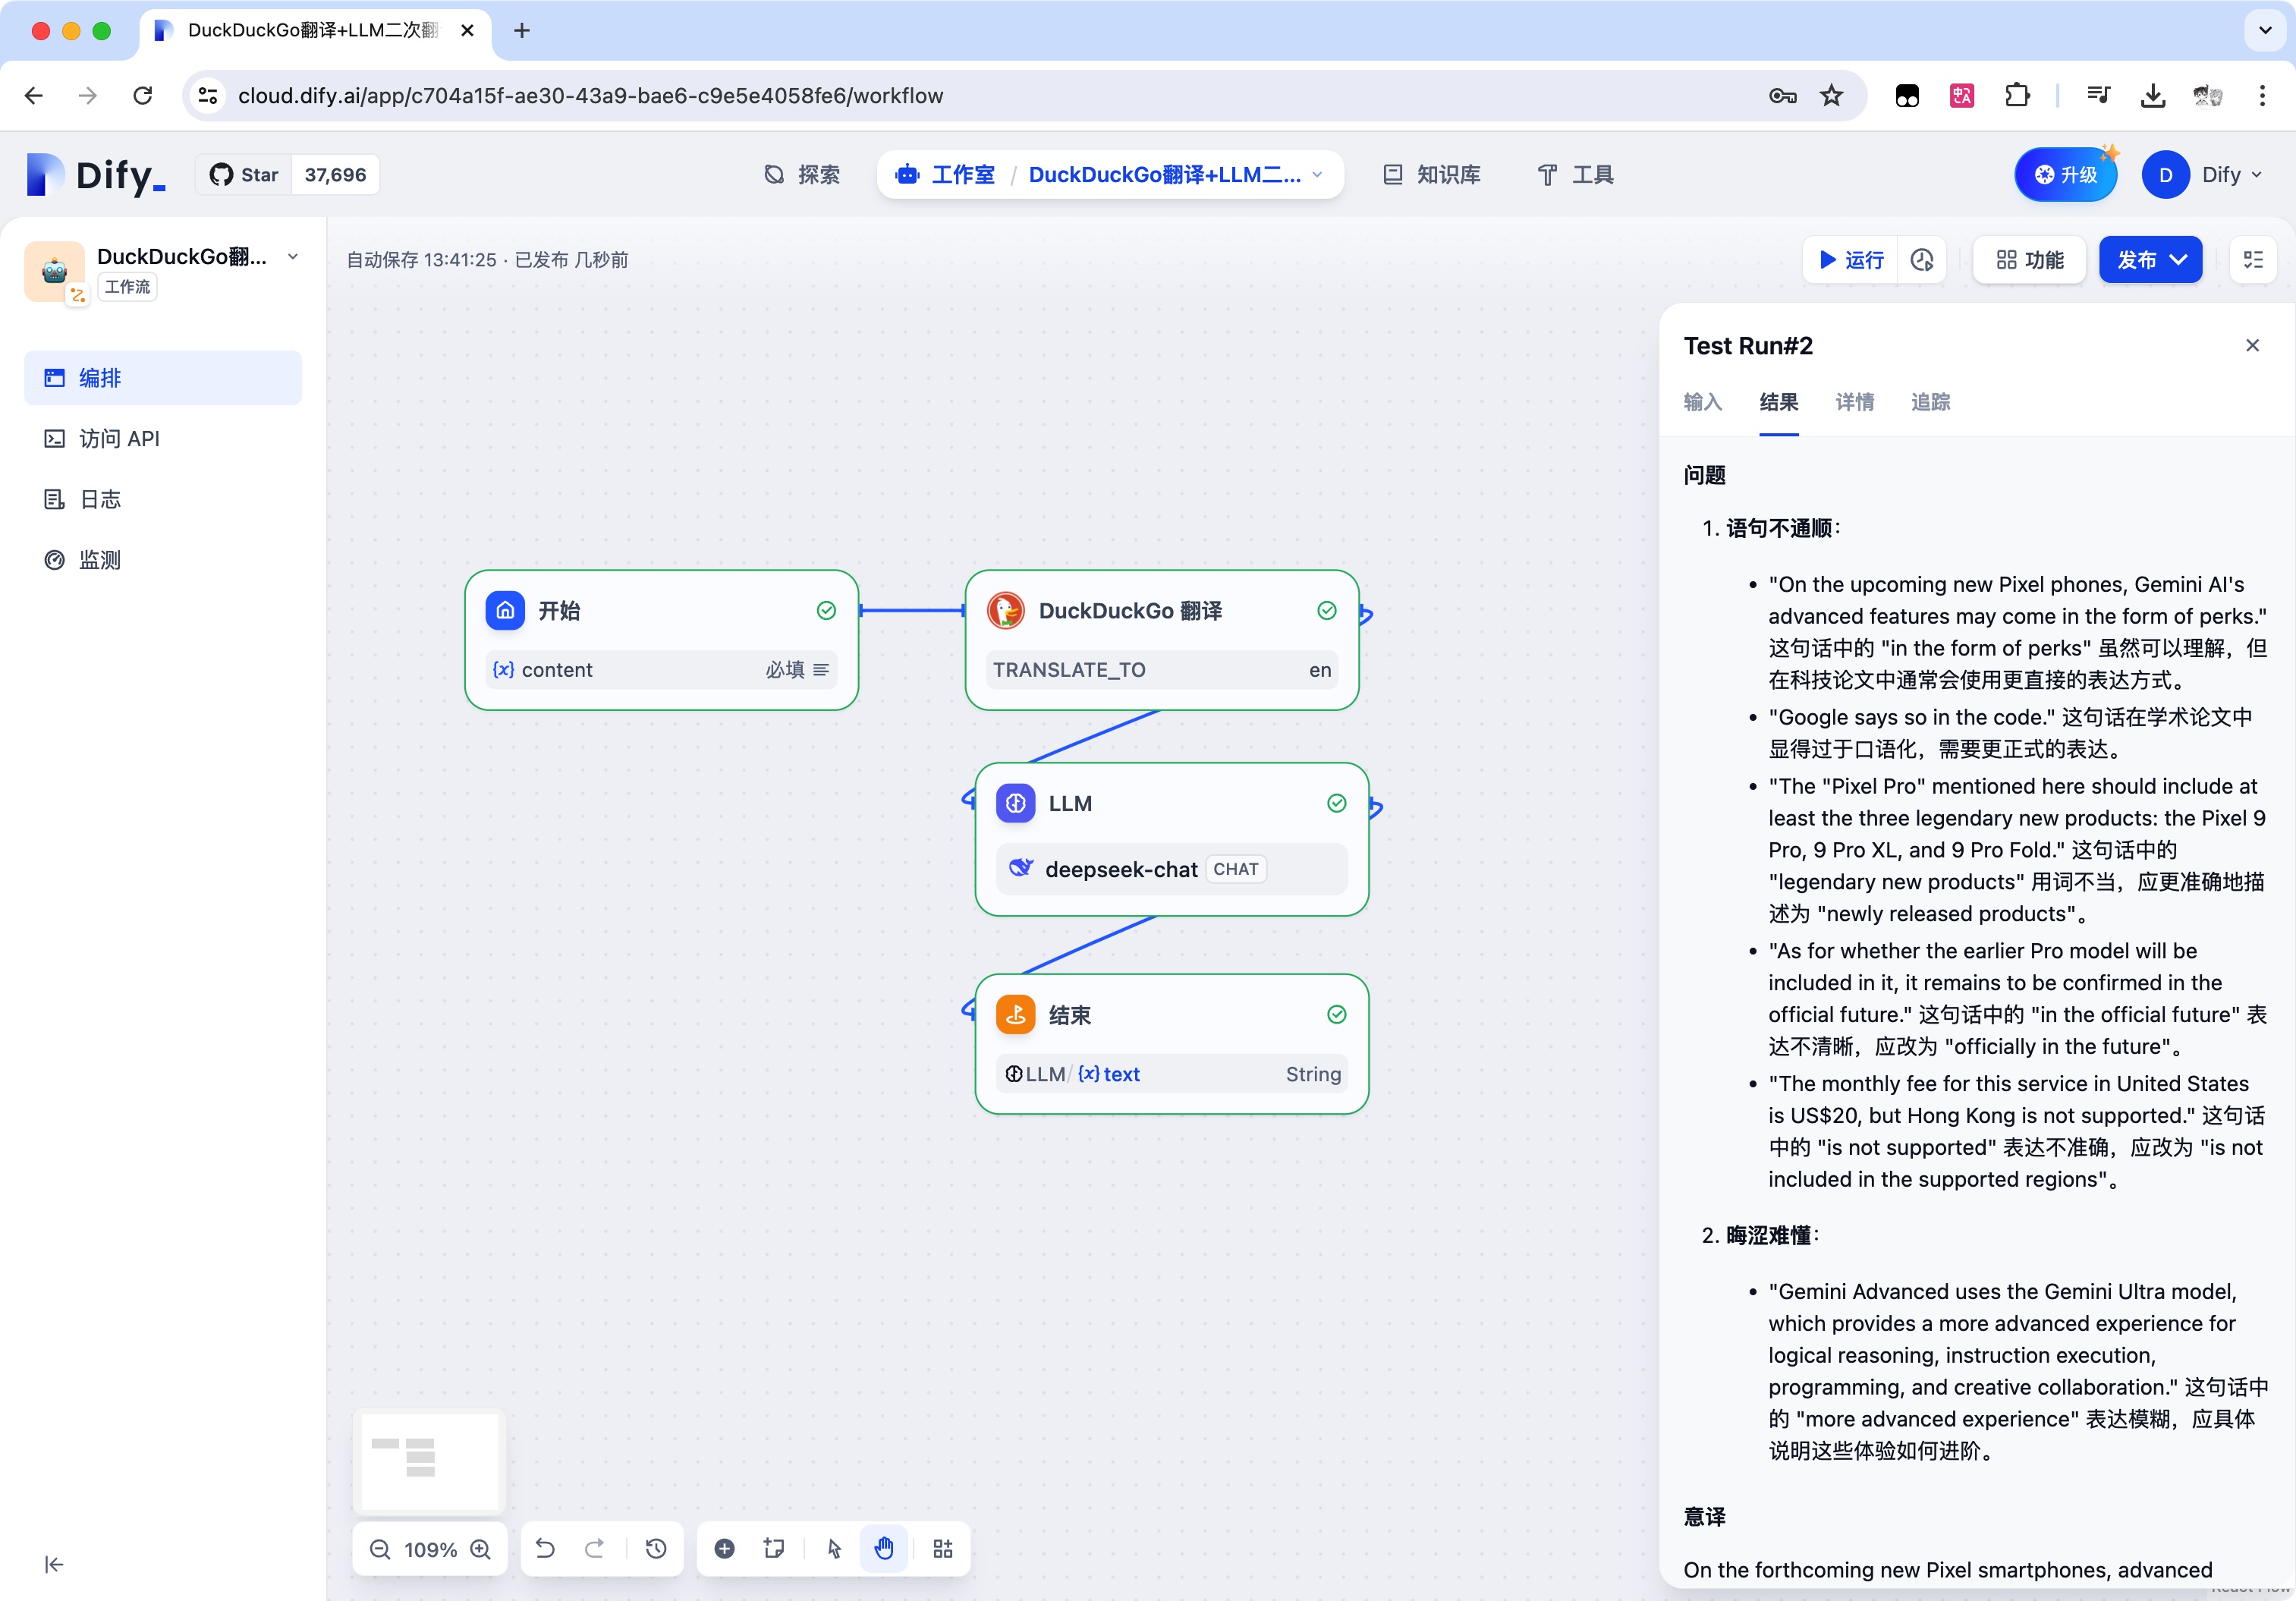 DuckDuckGo翻译+LLM二次翻
cloud.dify.ai/app/c704a15f-ae30-43a9-bae6-c9e5e4058fe6/workflow
Dify_
Star 37,696
探索
工作室 / DuckDuckGo翻译+LLM二...
知识库
工具
升级
D
Dify
DuckDuckGo翻...
工作流
编排
访问 API
日志
监测
自动保存 13:41:25 · 已发布 几秒前
运行
功能
发布
开始
{x} content 必填
DuckDuckGo 翻译
TRANSLATE_TO en
LLM
deepseek-chat CHAT
结束
LLM / {x} text String
109%
Test Run#2
输入 结果 详情 追踪
问题
1. 语句不通顺：
• "On the upcoming new Pixel phones, Gemini AI's
advanced features may come in the form of perks."
这句话中的 "in the form of perks" 虽然可以理解，但
在科技论文中通常会使用更直接的表达方式。
• "Google says so in the code." 这句话在学术论文中
显得过于口语化，需要更正式的表达。
• "The "Pixel Pro" mentioned here should include at
least the three legendary new products: the Pixel 9
Pro, 9 Pro XL, and 9 Pro Fold." 这句话中的
"legendary new products" 用词不当，应更准确地描
述为 "newly released products"。
• "As for whether the earlier Pro model will be
included in it, it remains to be confirmed in the
official future." 这句话中的 "in the official future" 表
达不清晰，应改为 "officially in the future"。
• "The monthly fee for this service in United States
is US$20, but Hong Kong is not supported." 这句话
中的 "is not supported" 表达不准确，应改为 "is not
included in the supported regions"。
2. 晦涩难懂：
• "Gemini Advanced uses the Gemini Ultra model,
which provides a more advanced experience for
logical reasoning, instruction execution,
programming, and creative collaboration." 这句话中
的 "more advanced experience" 表达模糊，应具体
说明这些体验如何进阶。
意译
On the forthcoming new Pixel smartphones, advanced